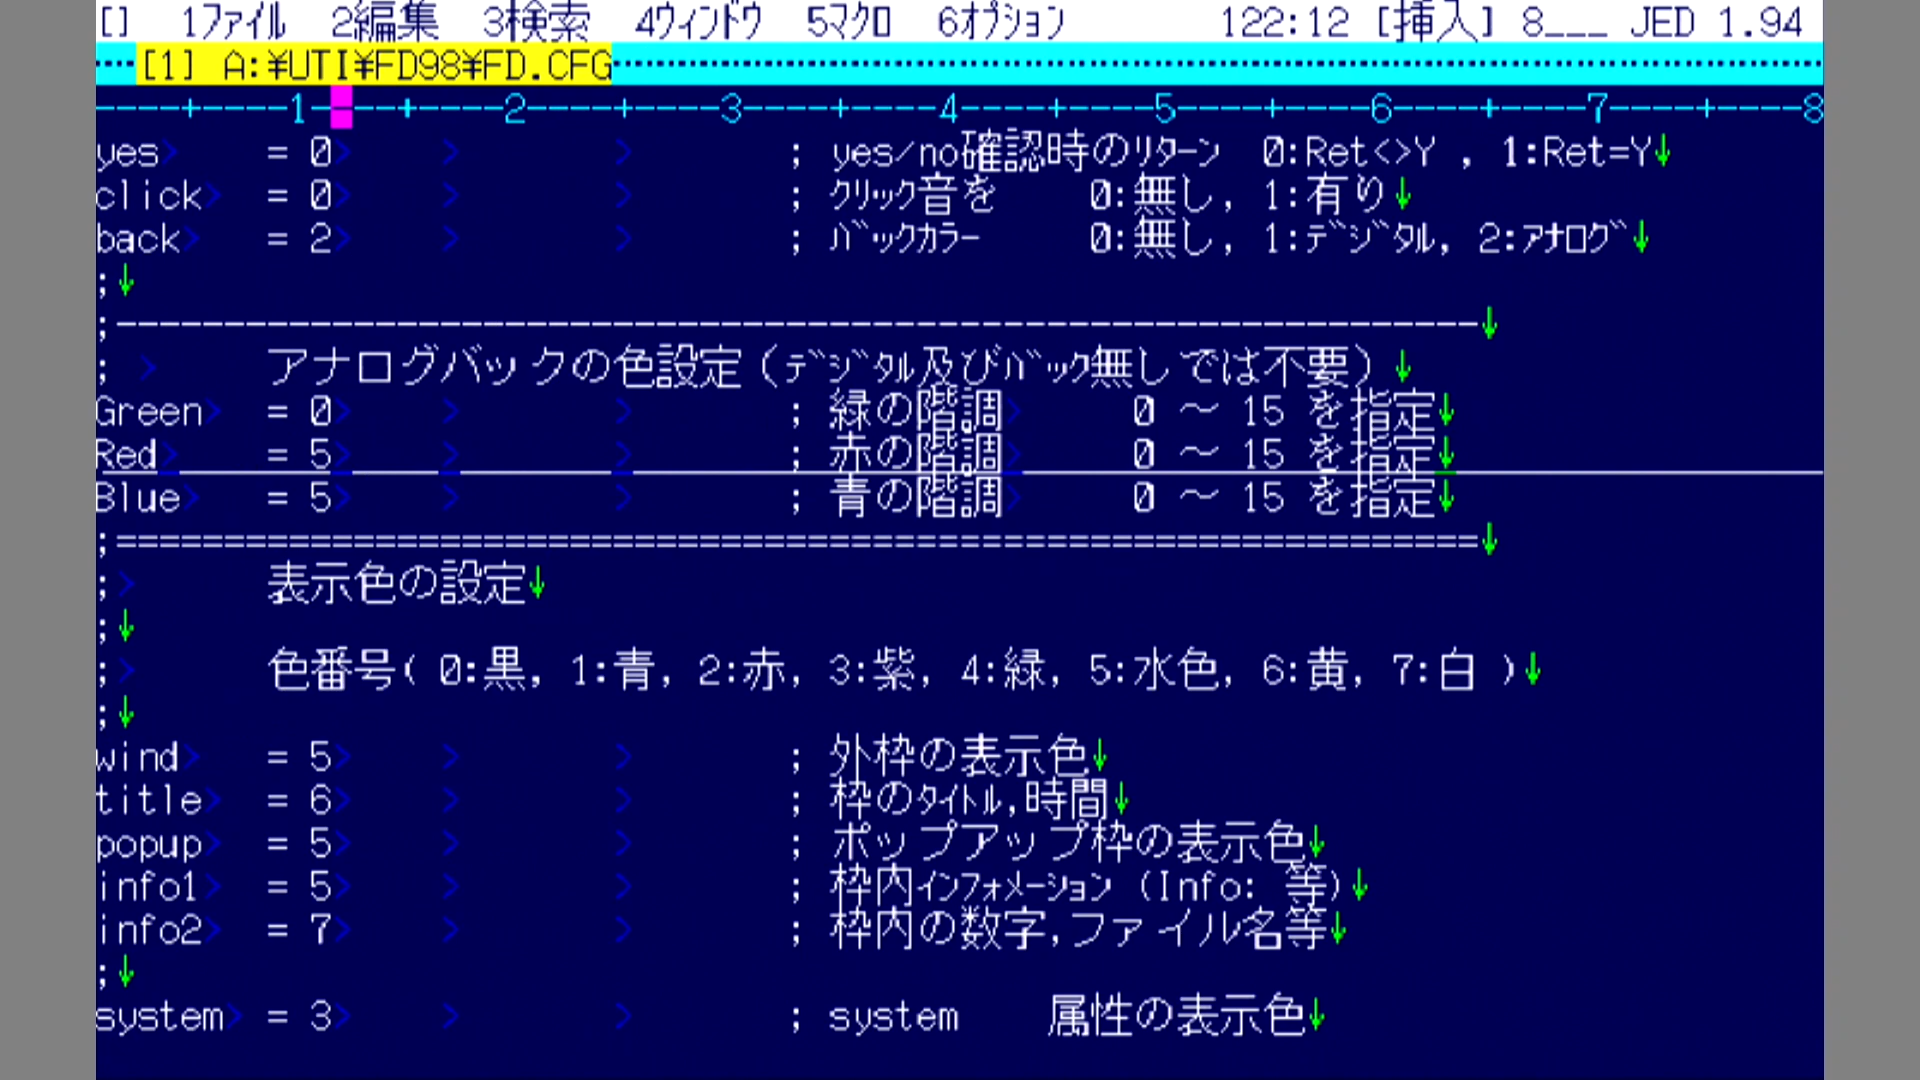 [] 1ファイル 2編集 3検索 4ウィンドウ 5マクロ 6オプション 122:12 [挿入] 8___ JED 1.94
[1] A:¥UTI¥FD98¥FD.CFG
----+----1----+----2----+----3----+----4----+----5----+----6----+----7----+----8
yes> = 0> > > ; yes/no確認時のリターン 0:Ret<>Y , 1:Ret=Y↓
click> = 0> > > ; クリック音を 0:無し, 1:有り↓
back> = 2> > > ; バックカラー 0:無し, 1:デジタル, 2:アナログ↓
;↓
;---------------------------------------------------------------↓
; > アナログバックの色設定(デジタル及びバック無しでは不要)↓
Green> = 0> > > ; 緑の階調> 0 ～ 15 を指定↓
Red> = 5> > > ; 赤の階調> 0 ～ 15 を指定↓
Blue> = 5> > > ; 青の階調> 0 ～ 15 を指定↓
;===============================================================↓
;> 表示色の設定↓
;↓
;> 色番号( 0:黒, 1:青, 2:赤, 3:紫, 4:緑, 5:水色, 6:黄, 7:白 )↓
;↓
wind> = 5> > > ; 外枠の表示色↓
title> = 6> > > ; 枠のタイトル,時間↓
popup> = 5> > > ; ポップアップ枠の表示色↓
info1> = 5> > > ; 枠内インフォメーション (Info: 等)↓
info2> = 7> > > ; 枠内の数字,ファイル名等↓
;↓
system> = 3> > > ; system 属性の表示色↓